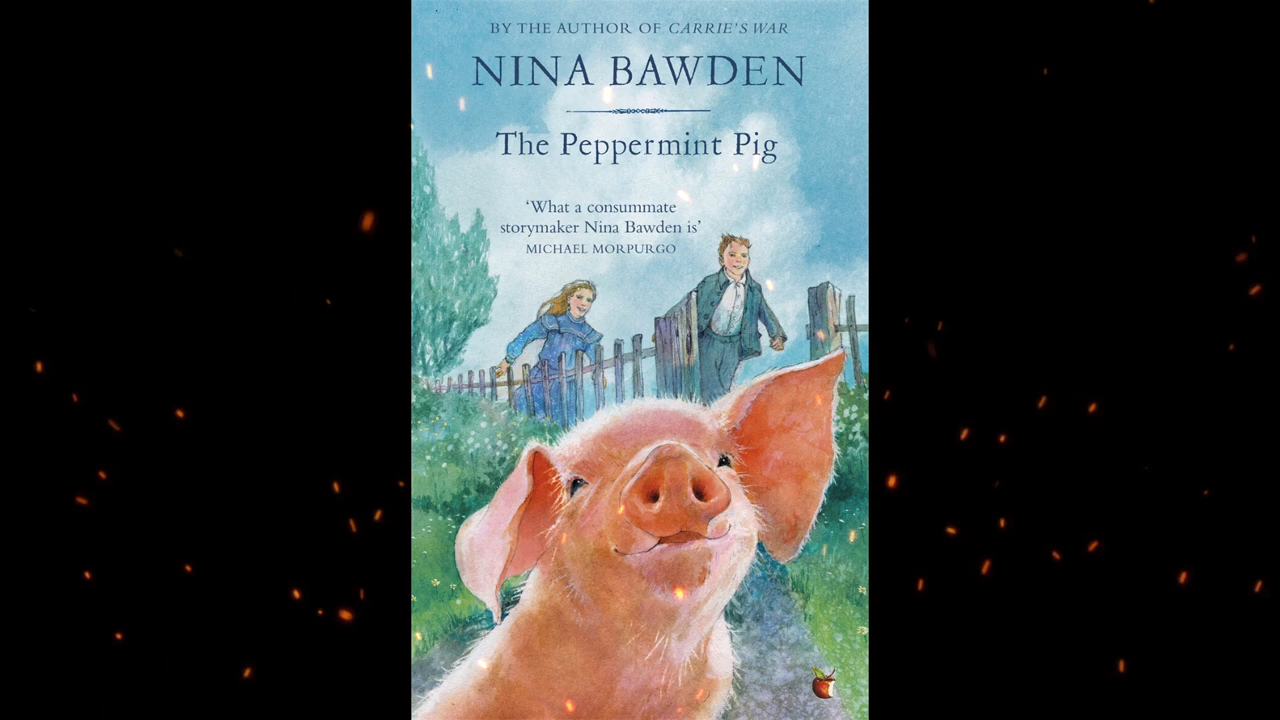 BY THE AUTHOR OF CARRIE'S WAR
NINA BAWDEN
The Peppermint Pig
‘What a consummate
storymaker Nina Bawden is’
MICHAEL MORPURGO